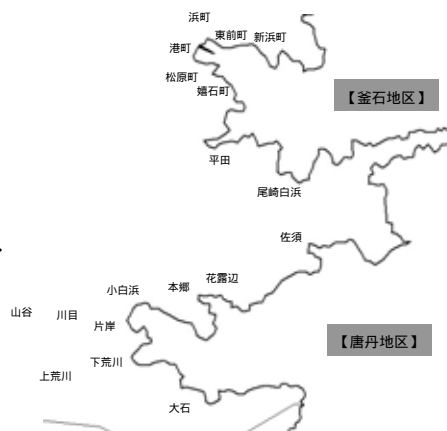 浜町
東前町 新浜町
港町
松原町
嬉石町
【釜石地区】
平田
尾崎白浜
佐須
花露辺
本郷
小白浜
山谷 川目
片岸
【唐丹地区】
下荒川
上荒川
大石